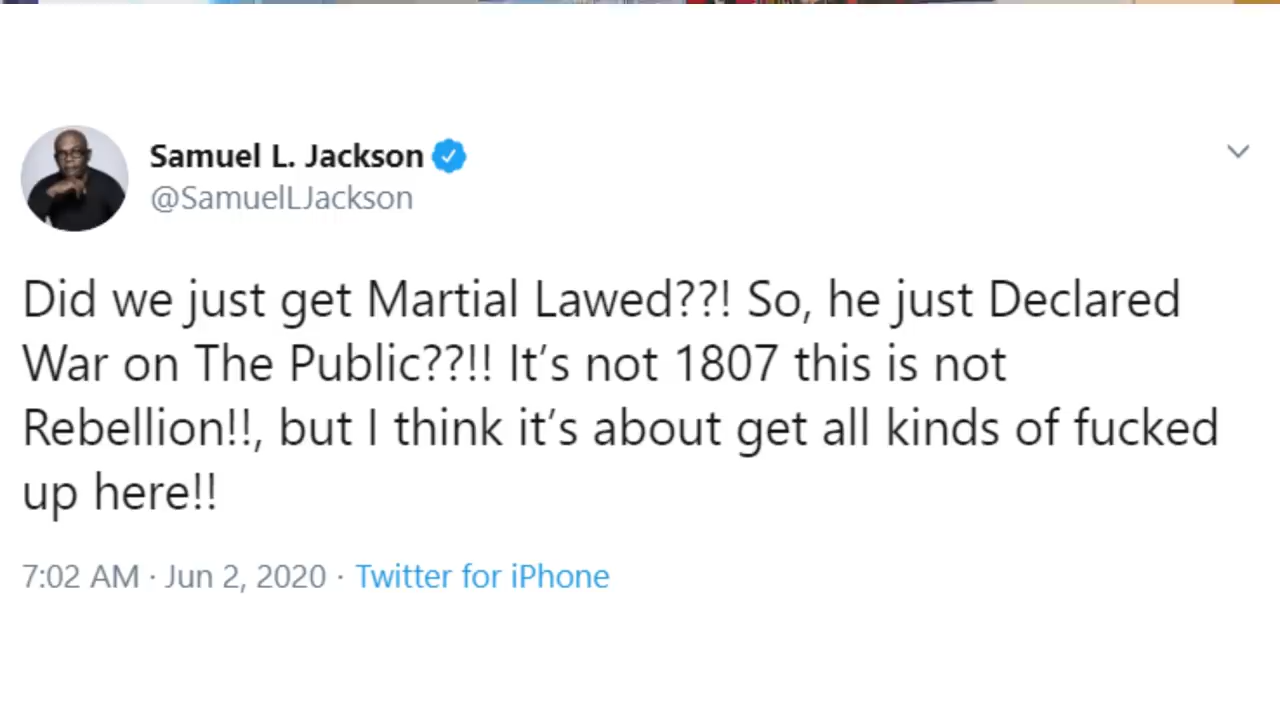 Samuel L. Jackson
@SamuelLJackson
Did we just get Martial Lawed??! So, he just Declared
War on The Public??!! It’s not 1807 this is not
Rebellion!!, but I think it’s about get all kinds of fucked
up here!!
7:02 AM · Jun 2, 2020 · Twitter for iPhone